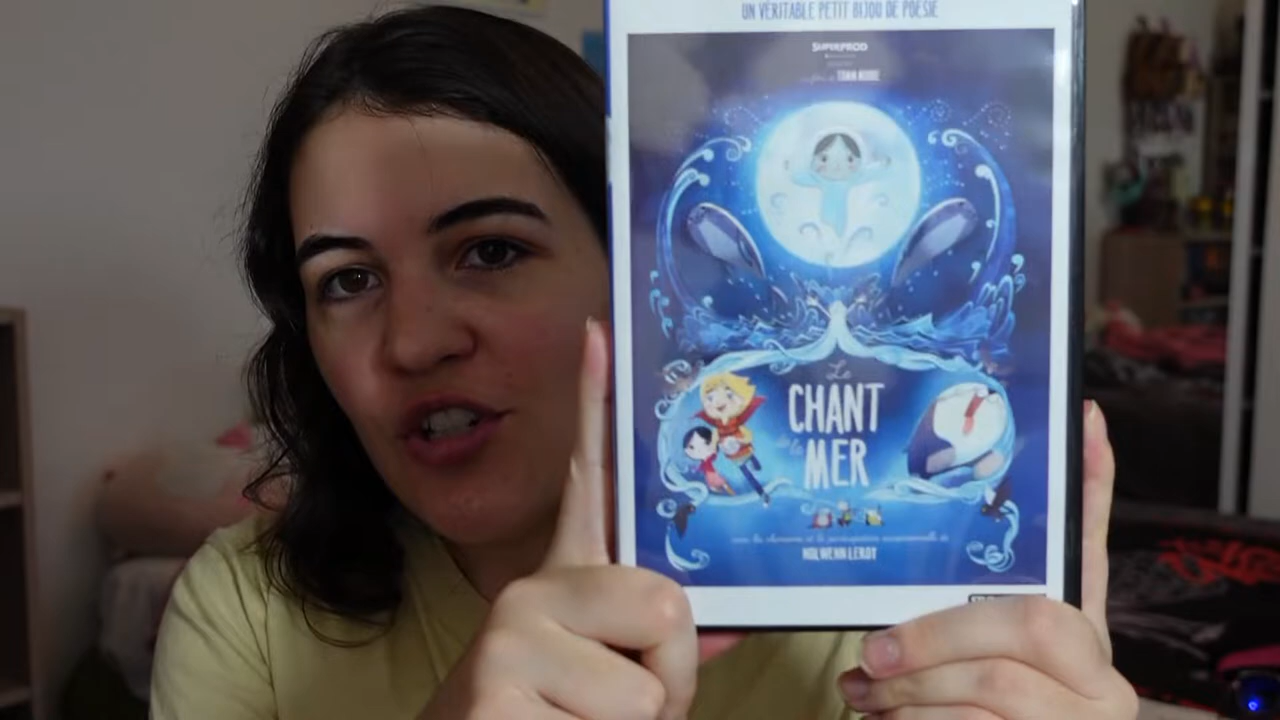 UN VÉRITABLE PETIT BIJOU DE POÉSIE
SUPERPROD
TOMM MOORE
Le
CHANT
de la
MER
NOLWENN LEROY